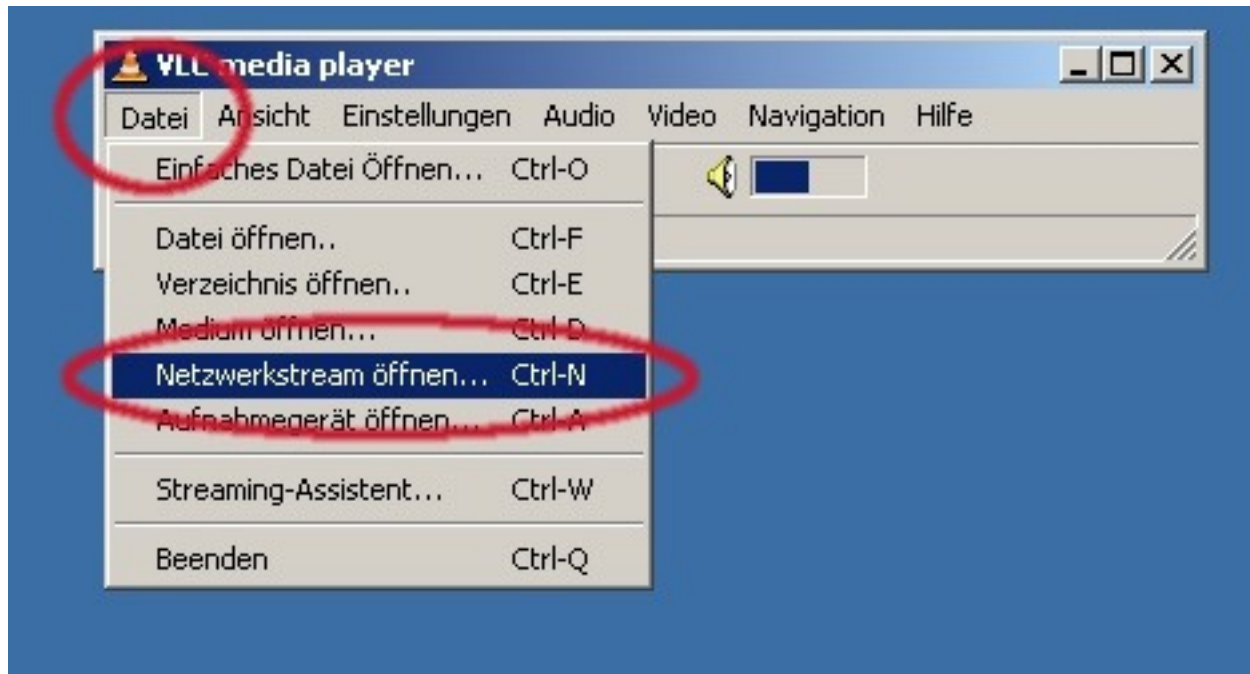 VLC media player
Datei Ansicht Einstellungen Audio Video Navigation Hilfe
Einfaches Datei Öffnen... Ctrl-O
Datei öffnen.. Ctrl-F
Verzeichnis öffnen.. Ctrl-E
Medium öffnen... Ctrl-D
Netzwerkstream öffnen... Ctrl-N
Aufnahmegerät öffnen... Ctrl-A
Streaming-Assistent... Ctrl-W
Beenden Ctrl-Q